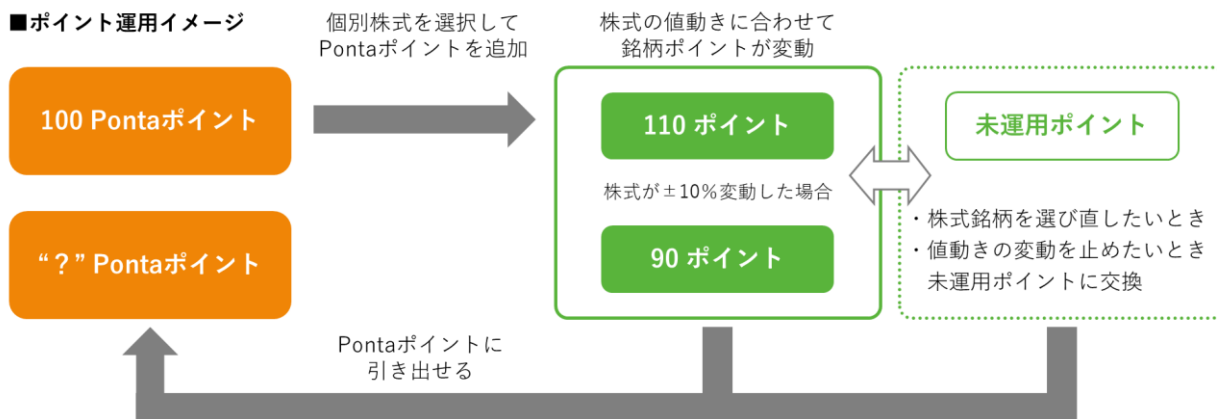 ■ポイント運用イメージ
個別株式を選択して
Pontaポイントを追加
株式の値動きに合わせて
銘柄ポイントが変動
100 Pontaポイント
110 ポイント
未運用ポイント
株式が±10%変動した場合
“？” Pontaポイント
90 ポイント
・株式銘柄を選び直したいとき
・値動きの変動を止めたいとき
未運用ポイントに交換
Pontaポイントに
引き出せる